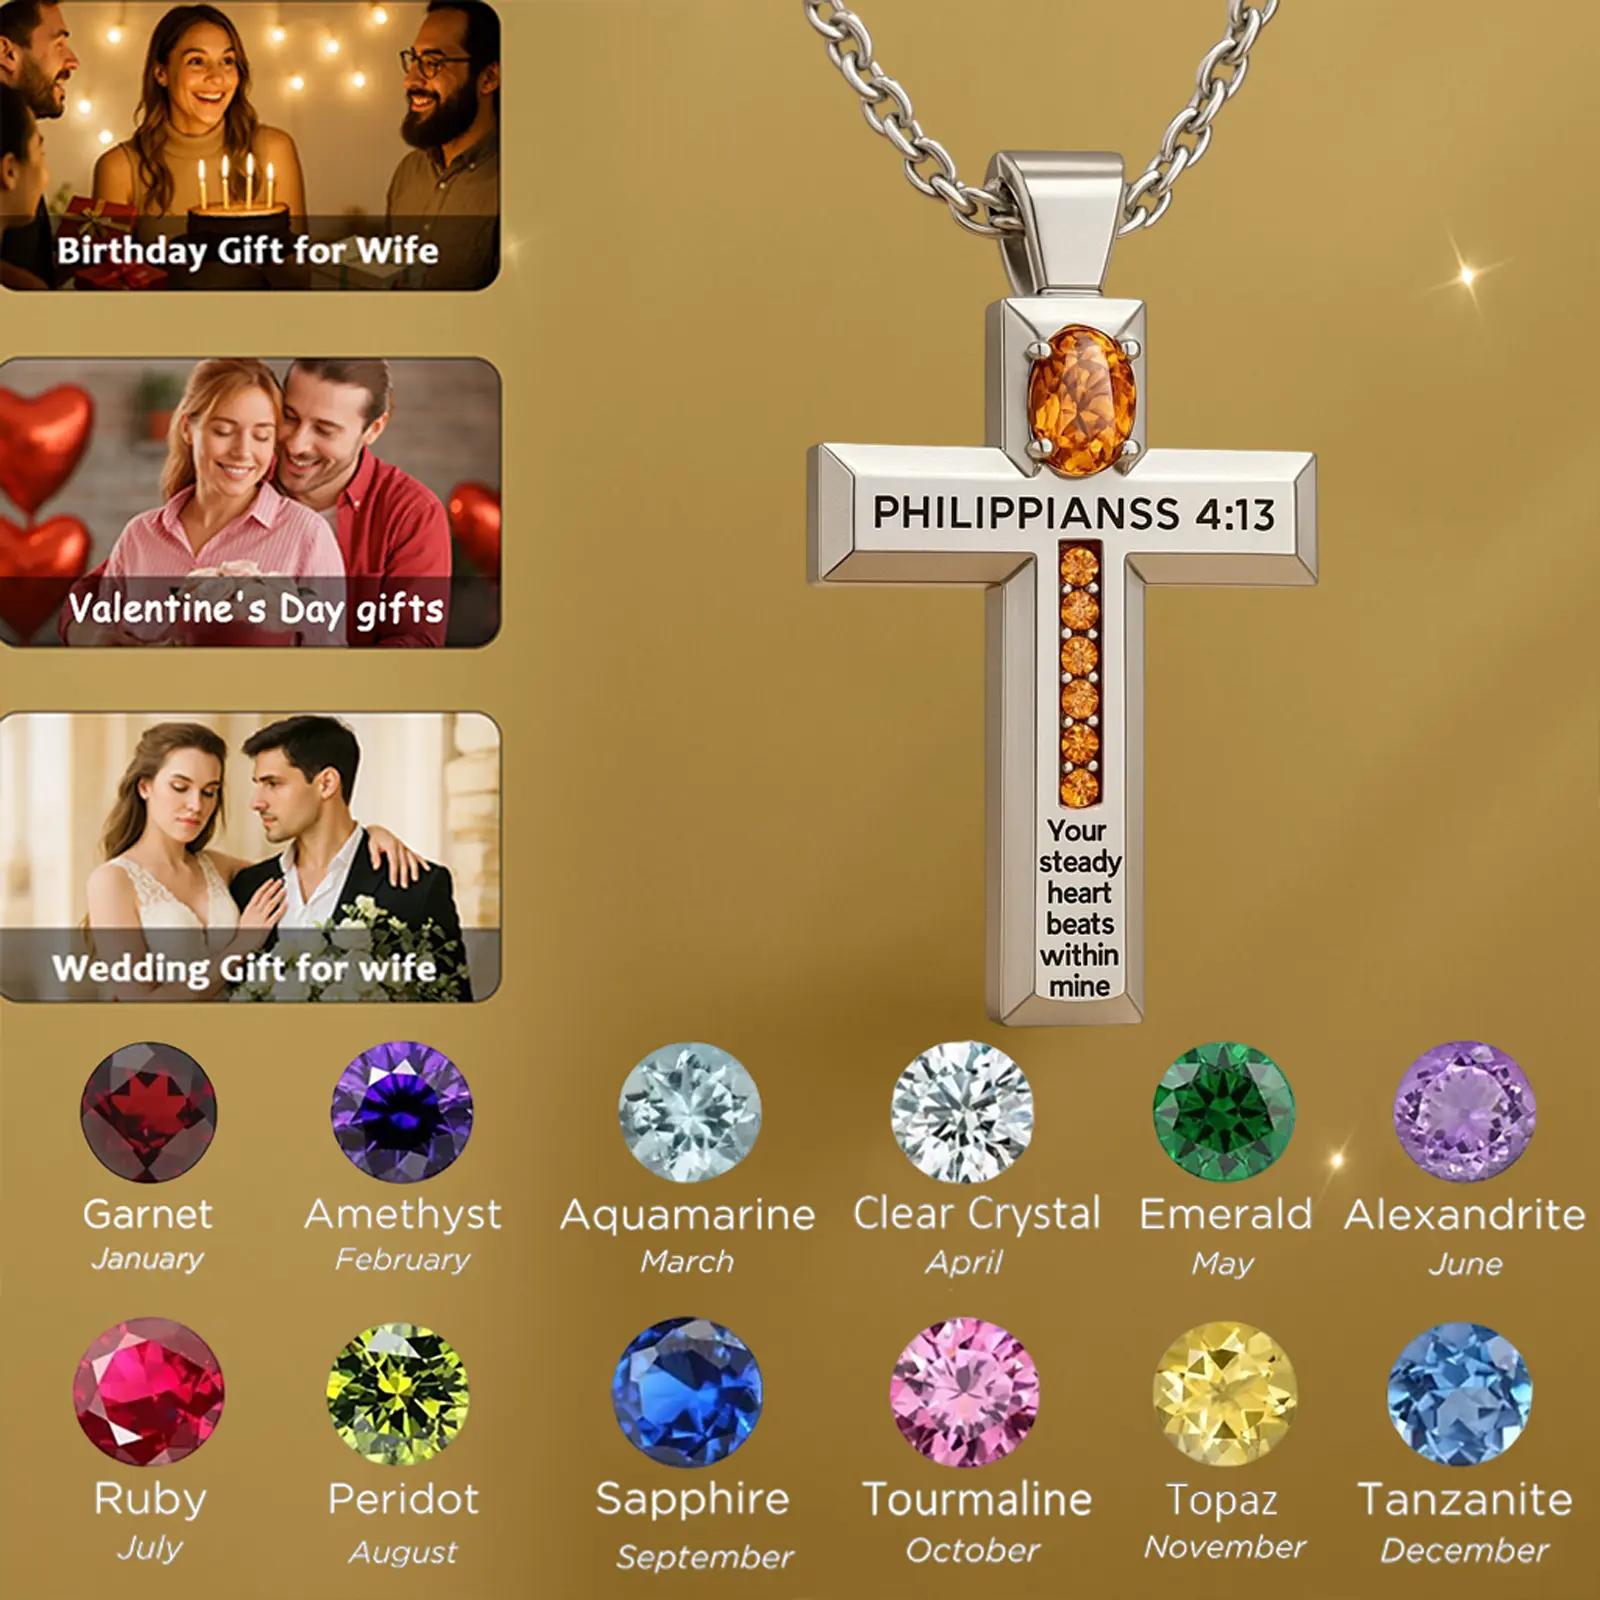 Birthday Gift for Wife
Valentine's Day gifts
Wedding Gift for wife
PHILIPPIANSS 4:13
Your
steady
heart
beats
within
mine
Garnet
January
Amethyst
February
Aquamarine
March
Clear Crystal
April
Emerald
May
Alexandrite
June
Ruby
July
Peridot
August
Sapphire
September
Tourmaline
October
Topaz
November
Tanzanite
December